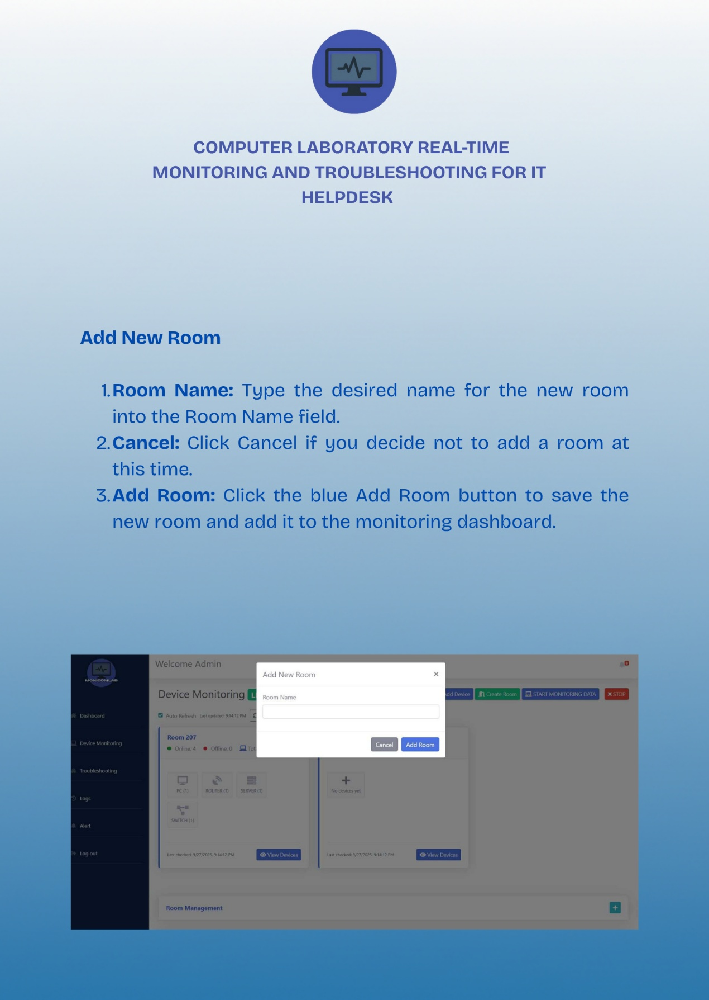 COMPUTER LABORATORY REAL-TIME
MONITORING AND TROUBLESHOOTING FOR IT
HELPDESK
Add New Room
1. Room Name: Type the desired name for the new room
into the Room Name field.
2. Cancel: Click Cancel if you decide not to add a room at
this time.
3. Add Room: Click the blue Add Room button to save the
new room and add it to the monitoring dashboard.
MONICOMLAB
Dashboard
Device Monitoring
Troubleshooting
Logs
Alert
Log out
Welcome Admin
0
Device Monitoring
Add Device
Create Room
START MONITORING DATA
STOP
Auto Refresh Last updated: 9:14:12 PM
Add New Room ×
Room Name
Cancel
Add Room
Room 207
Online: 4 Offline: 0
PC (1)
ROUTER (1)
SERVER (1)
SWITCH (1)
Last checked: 9/27/2025, 9:14:12 PM
View Devices
No devices yet
Last checked: 9/27/2025, 9:14:12 PM
View Devices
Room Management
+